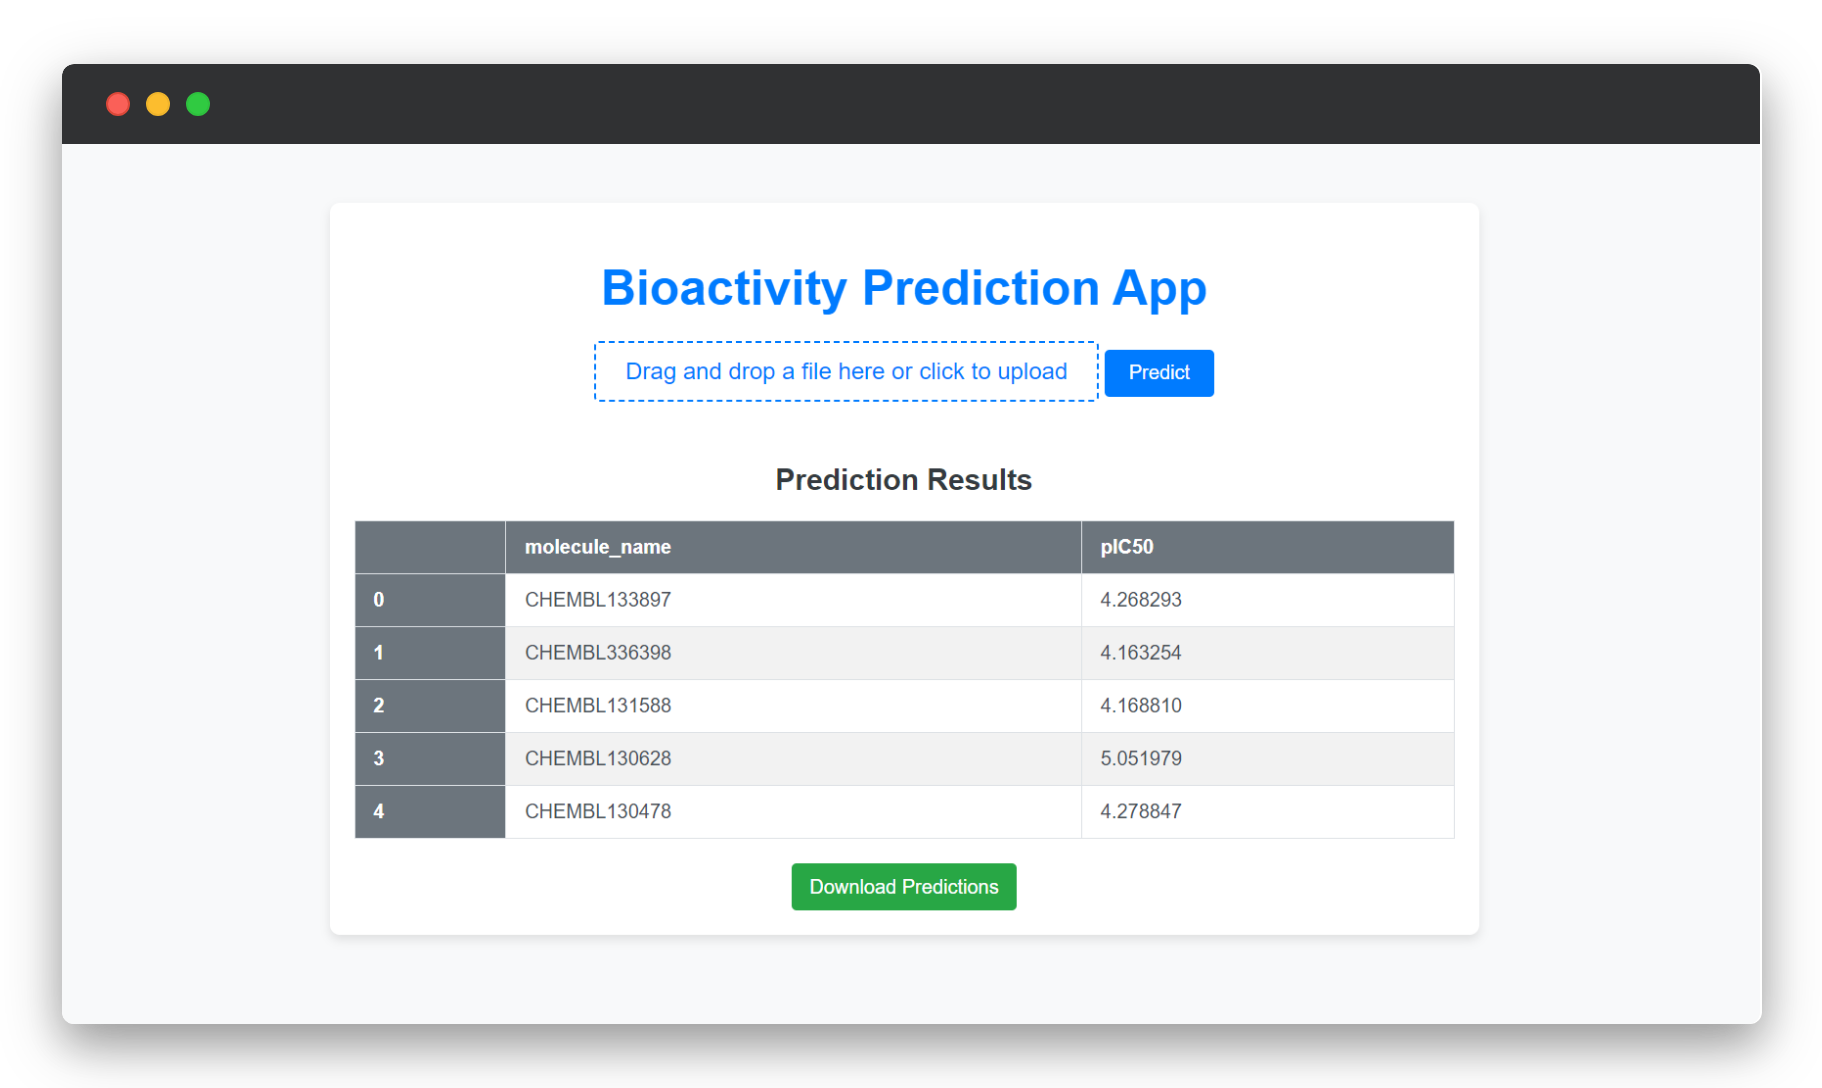 Bioactivity Prediction App
Drag and drop a file here or click to upload Predict
Prediction Results
molecule_name pIC50
0 CHEMBL133897 4.268293
1 CHEMBL336398 4.163254
2 CHEMBL131588 4.168810
3 CHEMBL130628 5.051979
4 CHEMBL130478 4.278847
Download Predictions